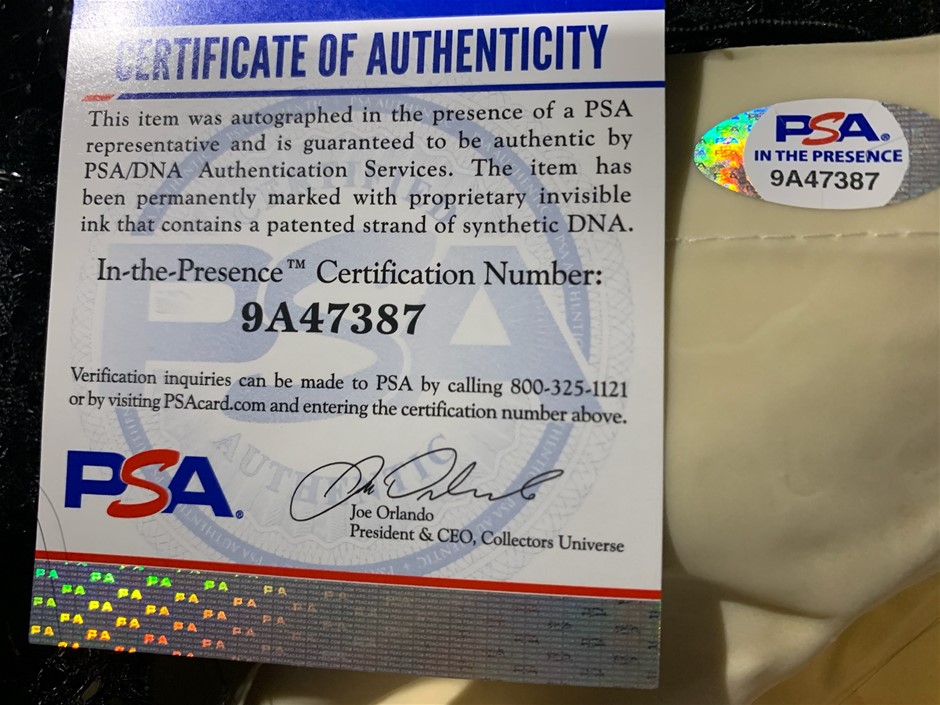 CERTIFICATE OF AUTHENTICITY
This item was autographed in the presence of a PSA
representative and is guaranteed to be authentic by
PSA/DNA Authentication Services. The item has
been permanently marked with proprietary invisible
ink that contains a patented strand of synthetic DNA.
In-the-Presence™ Certification Number:
9A47387
Verification inquiries can be made to PSA by calling 800-325-1121
or by visiting PSAcard.com and entering the certification number above.
PSA®
Joe Orlando
President & CEO, Collectors Universe
PSA®
IN THE PRESENCE
9A47387